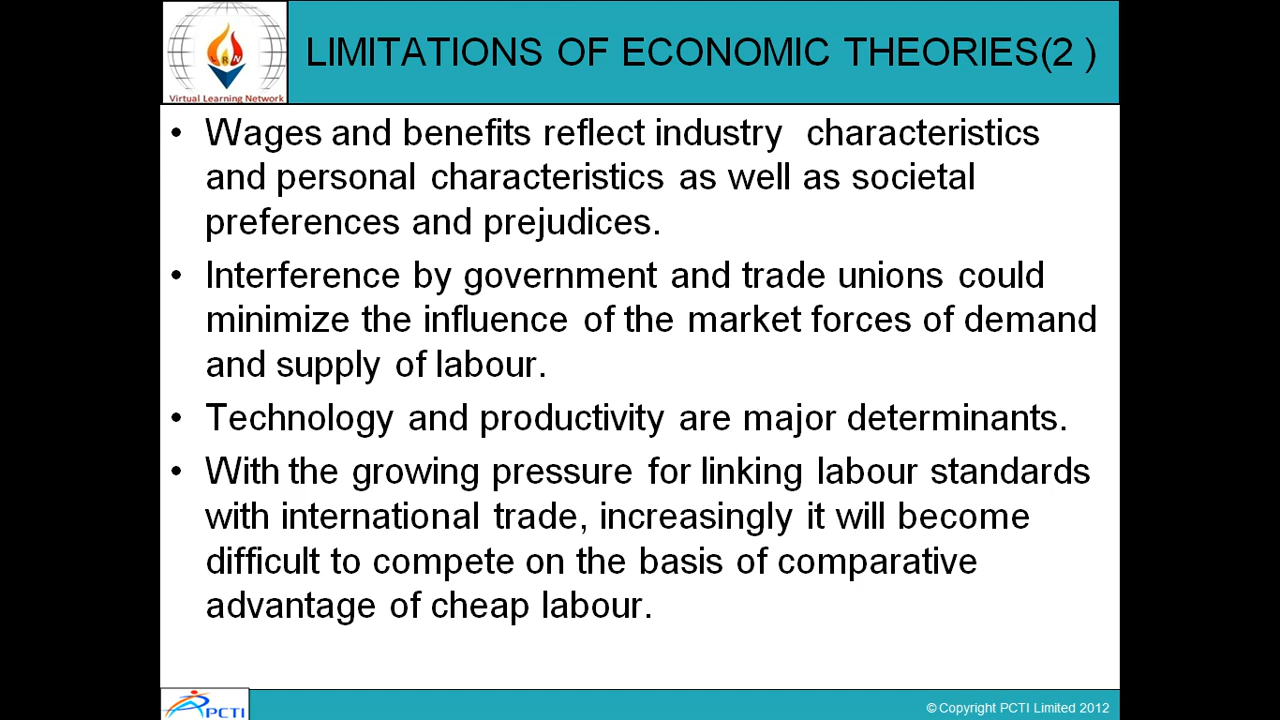 LIMITATIONS OF ECONOMIC THEORIES(2 )
Virtual Learning Network
• Wages and benefits reflect industry characteristics
and personal characteristics as well as societal
preferences and prejudices.
• Interference by government and trade unions could
minimize the influence of the market forces of demand
and supply of labour.
• Technology and productivity are major determinants.
• With the growing pressure for linking labour standards
with international trade, increasingly it will become
difficult to compete on the basis of comparative
advantage of cheap labour.
PCTI
© Copyright PCTI Limited 2012